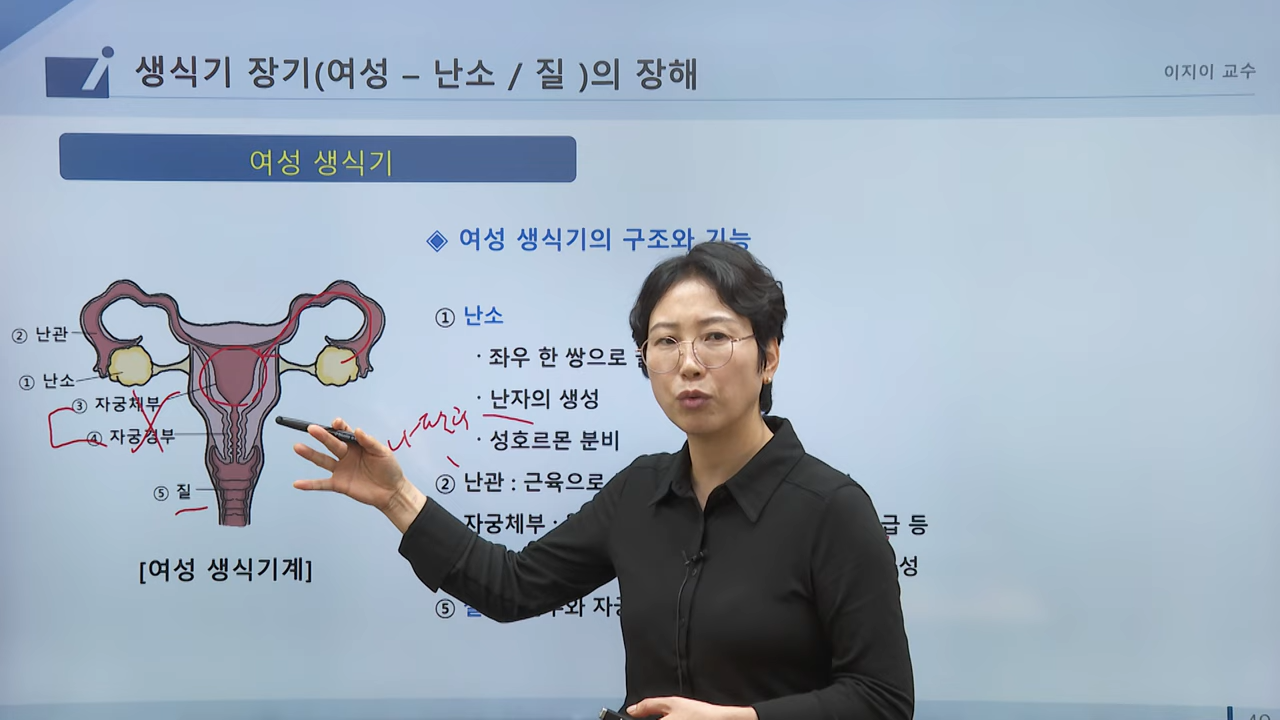 생식기 장기(여성 – 난소 / 질 )의 장해
이지이 교수
여성 생식기
◈ 여성 생식기의 구조와 기능
② 난관
① 난소
③ 자궁체부
④ 자궁경부
⑤ 질
[여성 생식기계]
① 난소
· 좌우 한 쌍으로
· 난자의 생성
· 성호르몬 분비
② 난관 : 근육으로
자궁체부 · 급 등
성
⑤